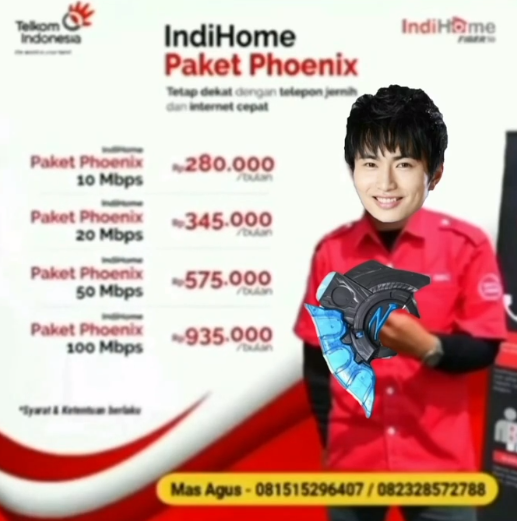 Telkom
Indonesia
IndiHome
FIBER
IndiHome
Paket Phoenix
Tetap dekat dengan telepon jernih
dan internet cepat
IndiHome
Paket Phoenix
10 Mbps
Rp280.000
/bulan
IndiHome
Paket Phoenix
20 Mbps
Rp345.000
/bulan
IndiHome
Paket Phoenix
50 Mbps
Rp575.000
/bulan
IndiHome
Paket Phoenix
100 Mbps
Rp935.000
/bulan
*Syarat & Ketentuan berlaku
Mas Agus - 081515296407 / 082328572788